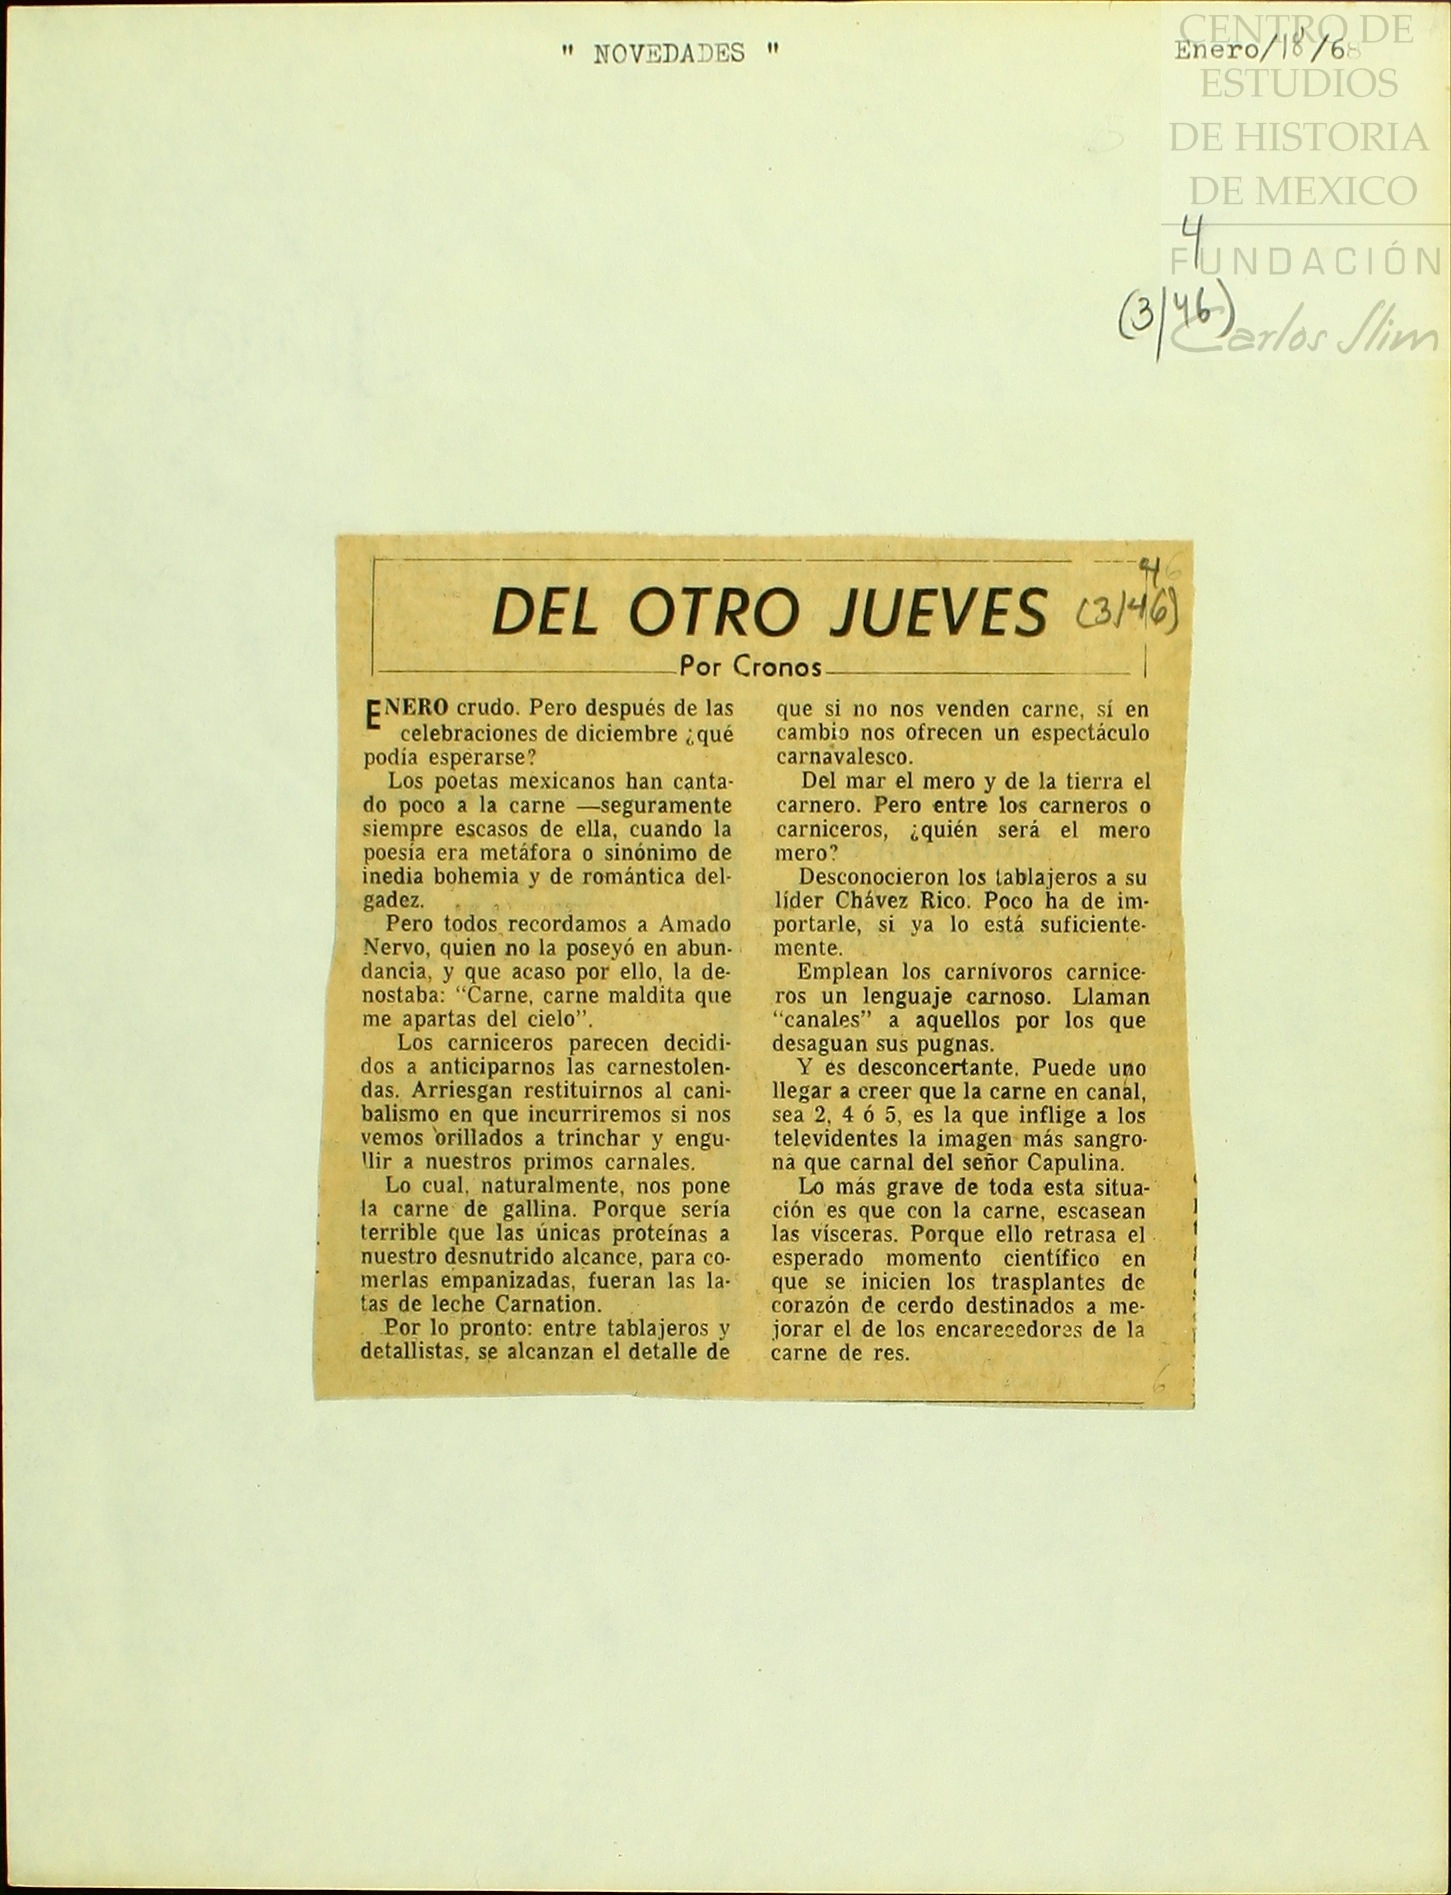 " NOVEDADES "
Enero/18/68
CENTRO DE
ESTUDIOS
DE HISTORIA
DE MEXICO
4
FUNDACIÓN
(3/46)
Carlos Slim
4 6
DEL OTRO JUEVES (3/46)
Por Cronos
ENERO crudo. Pero después de las
celebraciones de diciembre ¿qué
podía esperarse?
Los poetas mexicanos han canta-
do poco a la carne —seguramente
siempre escasos de ella, cuando la
poesía era metáfora o sinónimo de
inedia bohemia y de romántica del-
gadez.
Pero todos recordamos a Amado
Nervo, quien no la poseyó en abun-
dancia, y que acaso por ello, la de-
nostaba: "Carne, carne maldita que
me apartas del cielo".
Los carniceros parecen decidi-
dos a anticiparnos las carnestolen-
das. Arriesgan restituirnos al cani-
balismo en que incurriremos si nos
vemos orillados a trinchar y engu-
llir a nuestros primos carnales.
Lo cual, naturalmente, nos pone
la carne de gallina. Porque sería
terrible que las únicas proteínas a
nuestro desnutrido alcance, para co-
merlas empanizadas, fueran las la-
tas de leche Carnation.
Por lo pronto: entre tablajeros y
detallistas, se alcanzan el detalle de
que si no nos venden carne, sí en
cambio nos ofrecen un espectáculo
carnavalesco.
Del mar el mero y de la tierra el
carnero. Pero entre los carneros o
carniceros, ¿quién será el mero
mero?
Desconocieron los tablajeros a su
líder Chávez Rico. Poco ha de im-
portarle, si ya lo está suficiente-
mente.
Emplean los carnívoros carnice-
ros un lenguaje carnoso. Llaman
"canales" a aquellos por los que
desaguan sus pugnas.
Y es desconcertante. Puede uno
llegar a creer que la carne en canal,
sea 2, 4 ó 5, es la que inflige a los
televidentes la imagen más sangro-
na que carnal del señor Capulina.
Lo más grave de toda esta situa-
ción es que con la carne, escasean
las vísceras. Porque ello retrasa el
esperado momento científico en
que se inicien los trasplantes de
corazón de cerdo destinados a me-
jorar el de los encarecedores de la
carne de res.
6